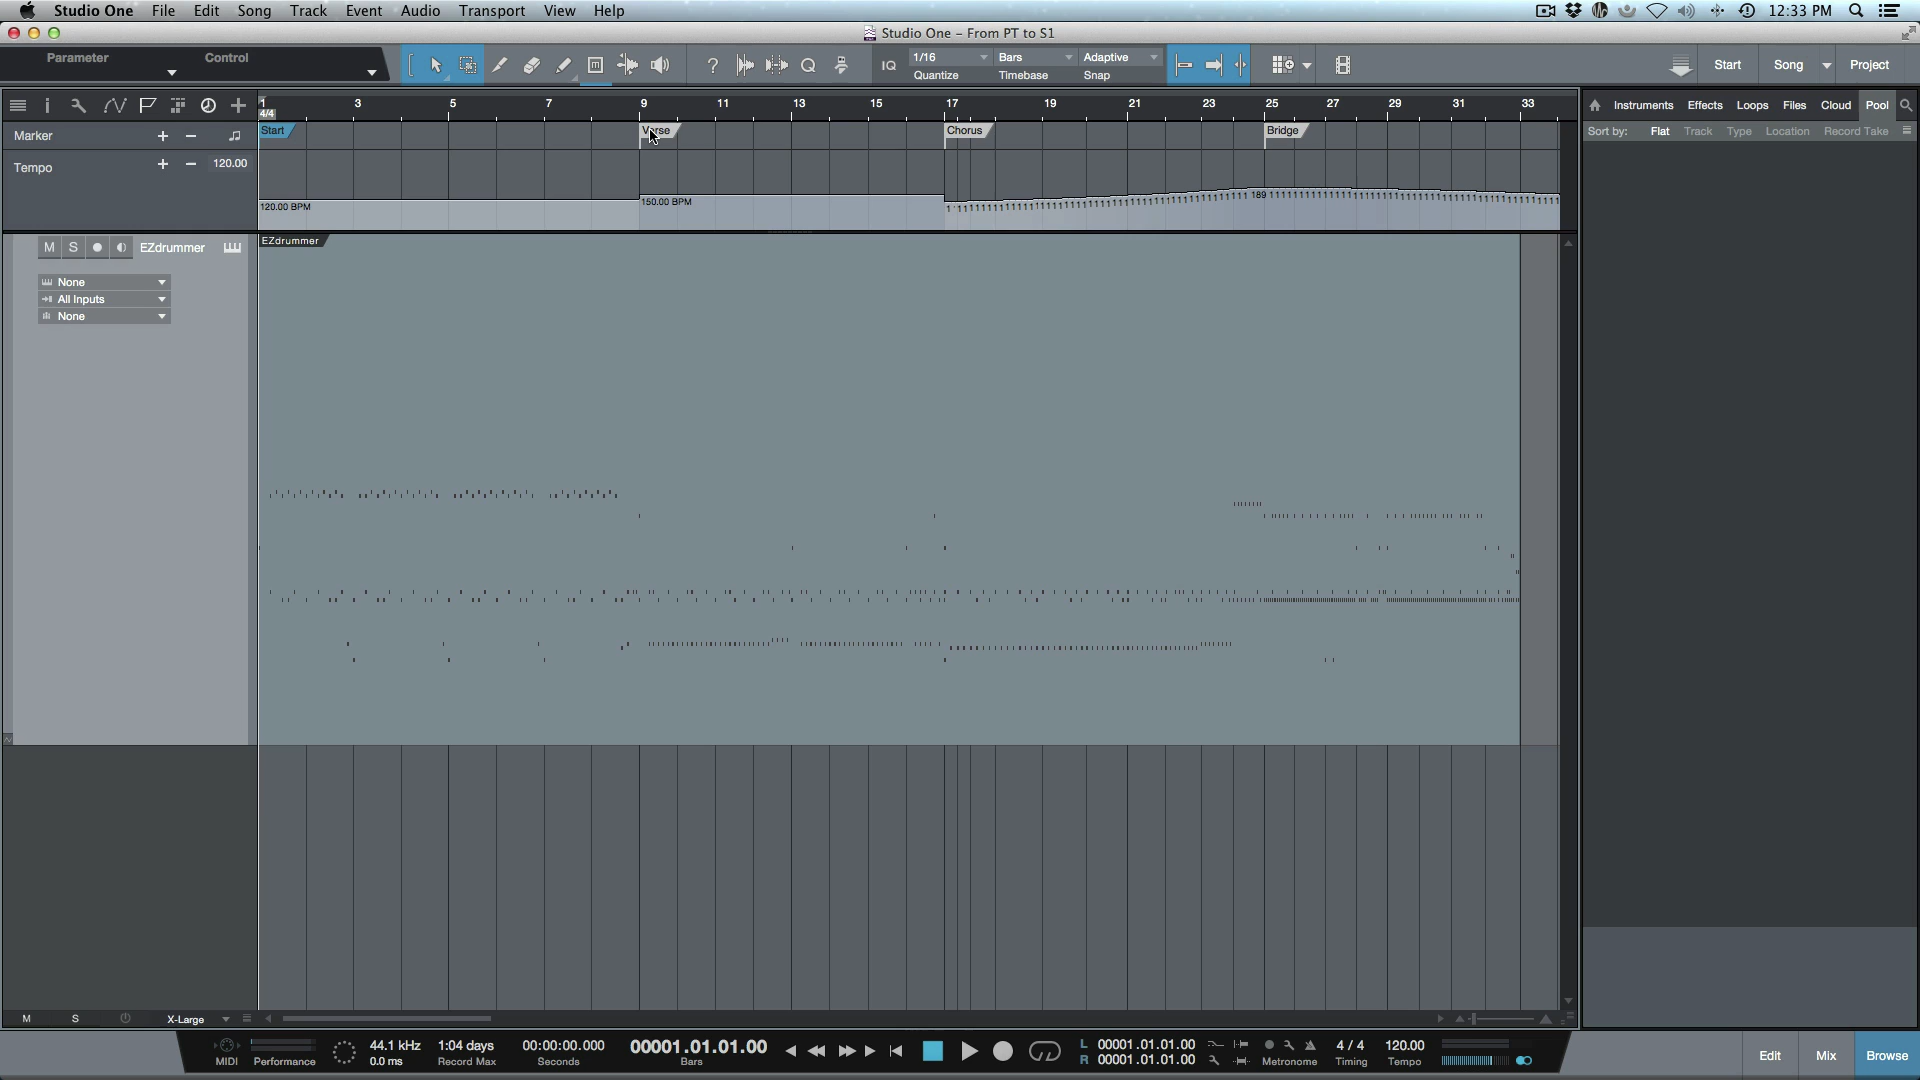 Studio One File Edit Song Track Event Audio Transport View Help 12:33 PM
Studio One - From PT to S1
Parameter Control
IQ 1/16 Bars Adaptive
Quantize Timebase Snap
Start Song Project
1 3 5 7 9 11 13 15 17 19 21 23 25 27 29 31 33
4/4
Instruments Effects Loops Files Cloud Pool
Marker
Start Verse Chorus Bridge
Sort by: Flat Track Type Location Record Take
Tempo 120.00
120.00 BPM 150.00 BPM 189
M S EZdrummer
EZdrummer
None
All Inputs
None
M S X-Large
MIDI Performance
44.1 kHz
0.0 ms
1:04 days
Record Max
00:00:00.000
Seconds
00001.01.01.00
Bars
L 00001.01.01.00
R 00001.01.01.00
Metronome
4 / 4
Timing
120.00
Tempo
Edit Mix Browse